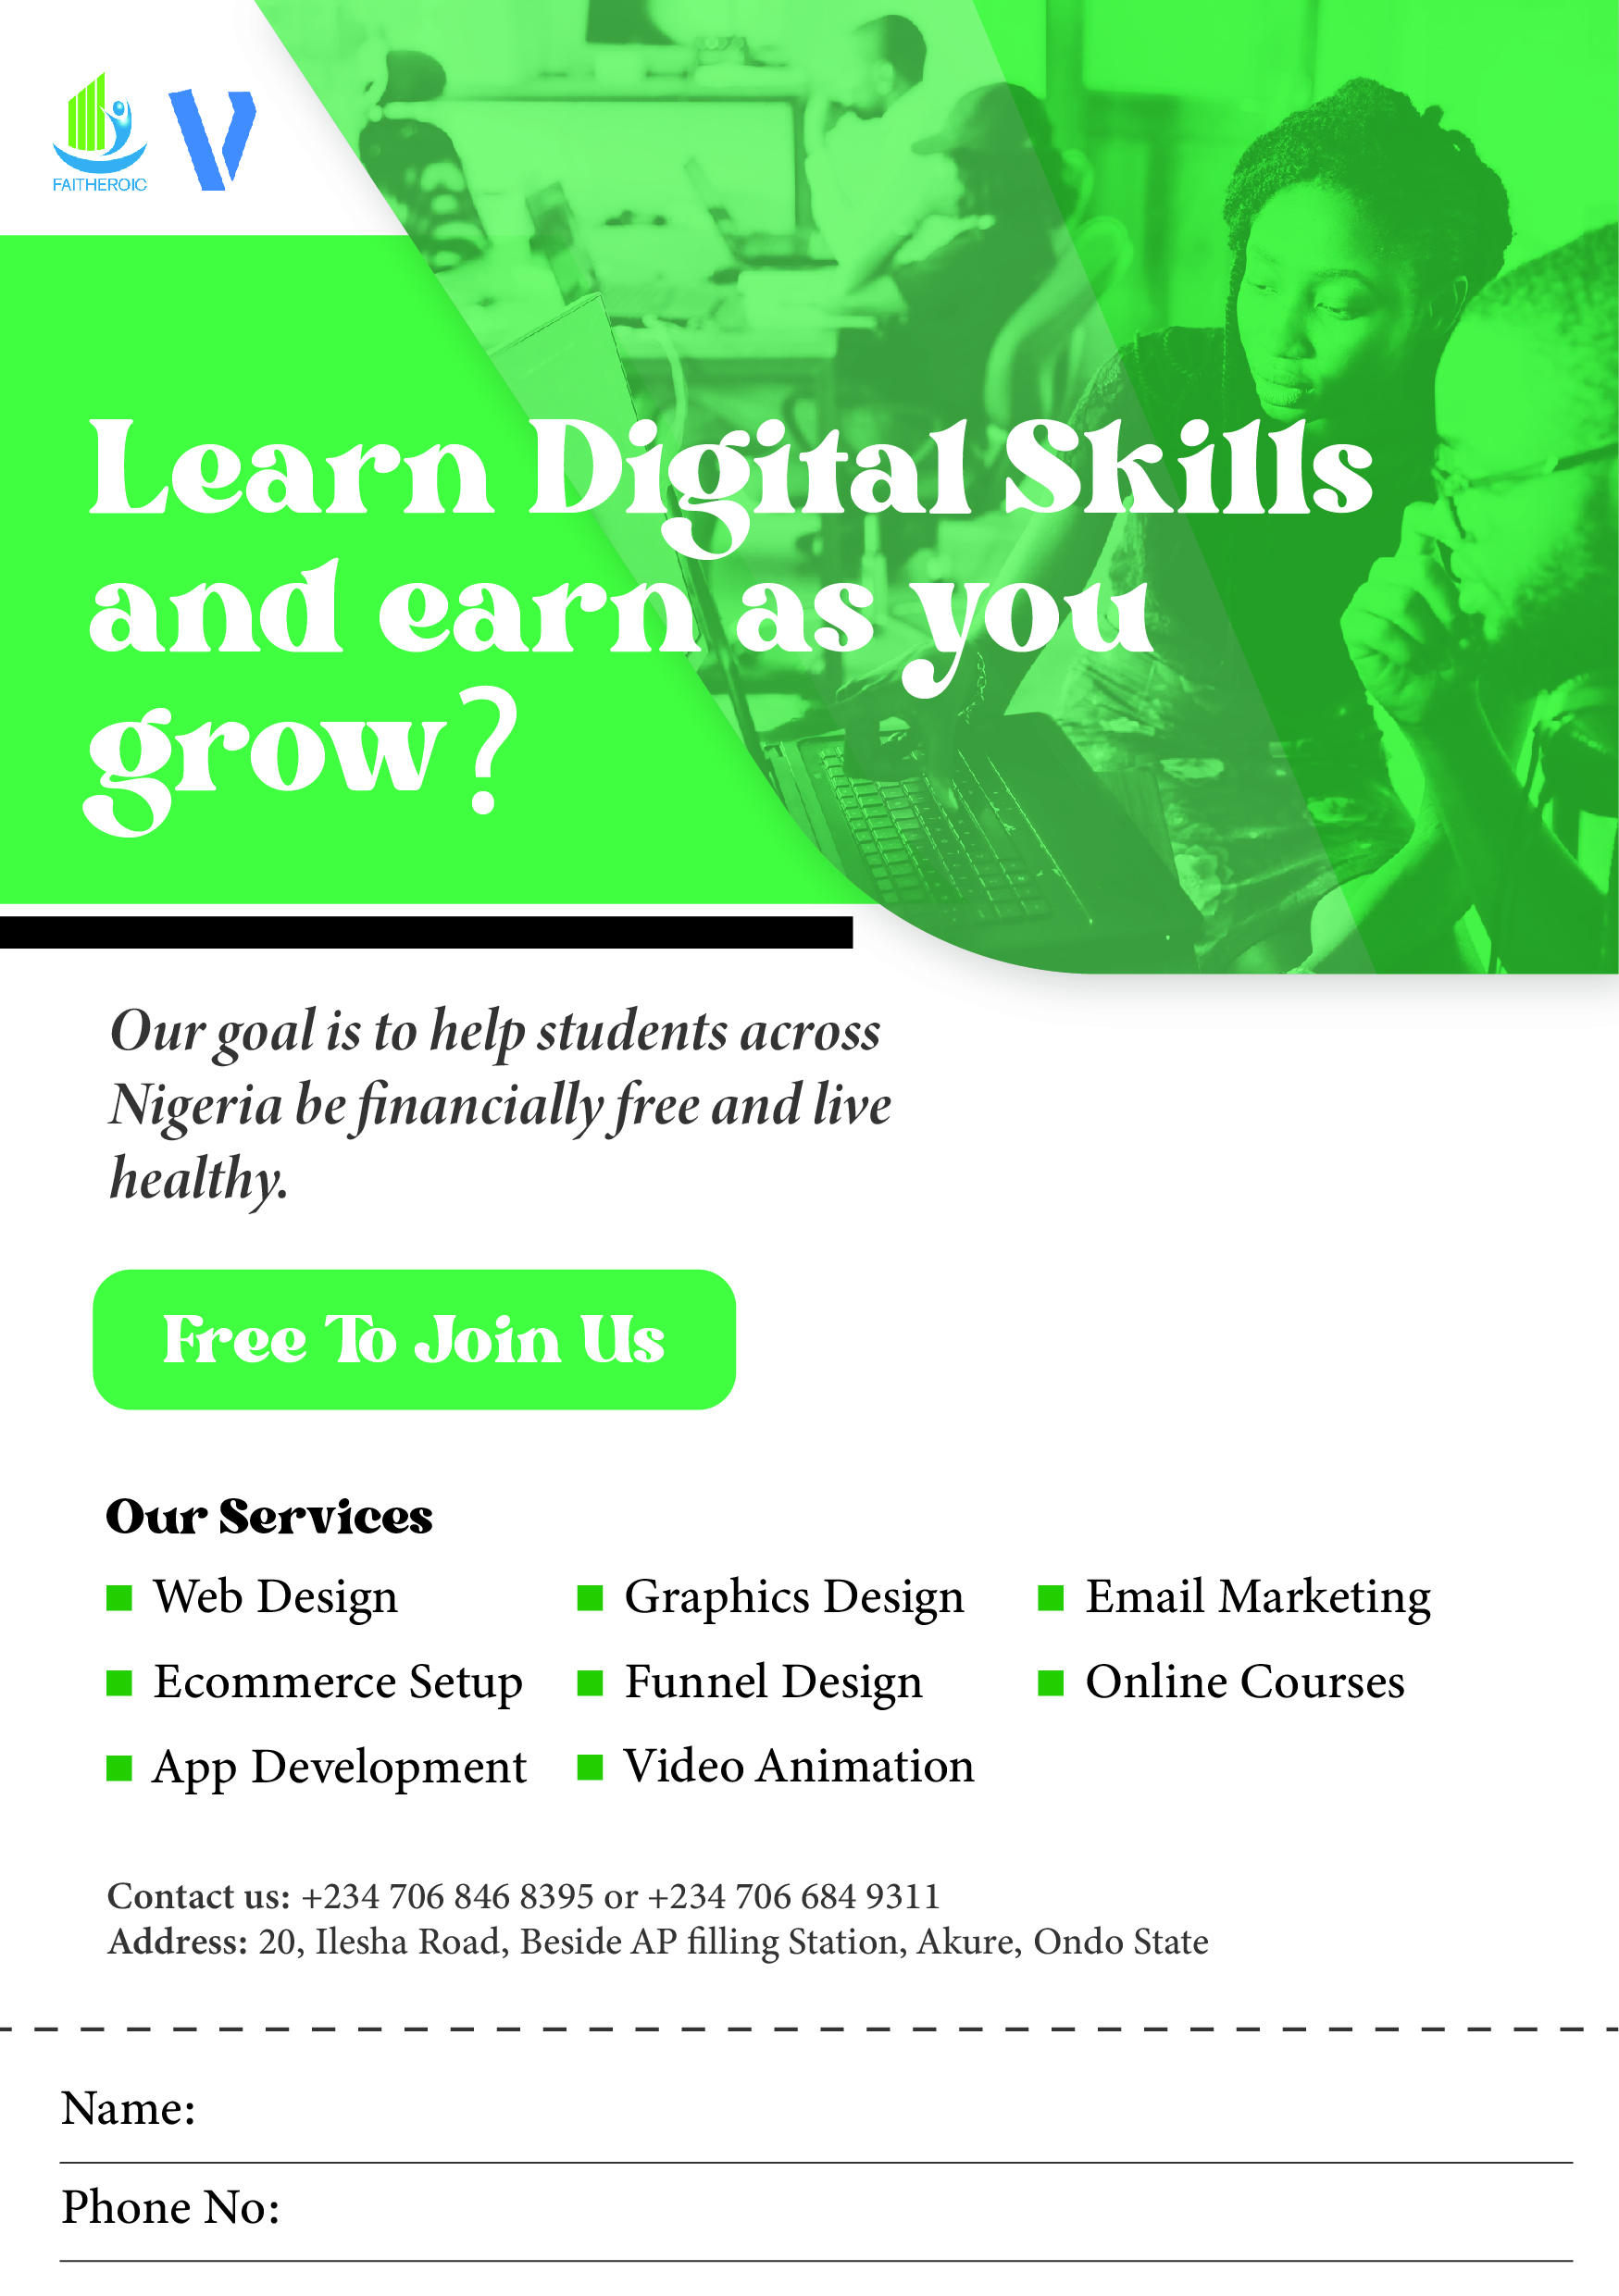 FAITHEROIC
V
Learn Digital Skills
and earn as you
grow?
Our goal is to help students across
Nigeria be financially free and live
healthy.
Free To Join Us
Our Services
Web Design
Ecommerce Setup
App Development
Graphics Design
Funnel Design
Video Animation
Email Marketing
Online Courses
Contact us: +234 706 846 8395 or +234 706 684 9311
Address: 20, Ilesha Road, Beside AP filling Station, Akure, Ondo State
Name:
Phone No: